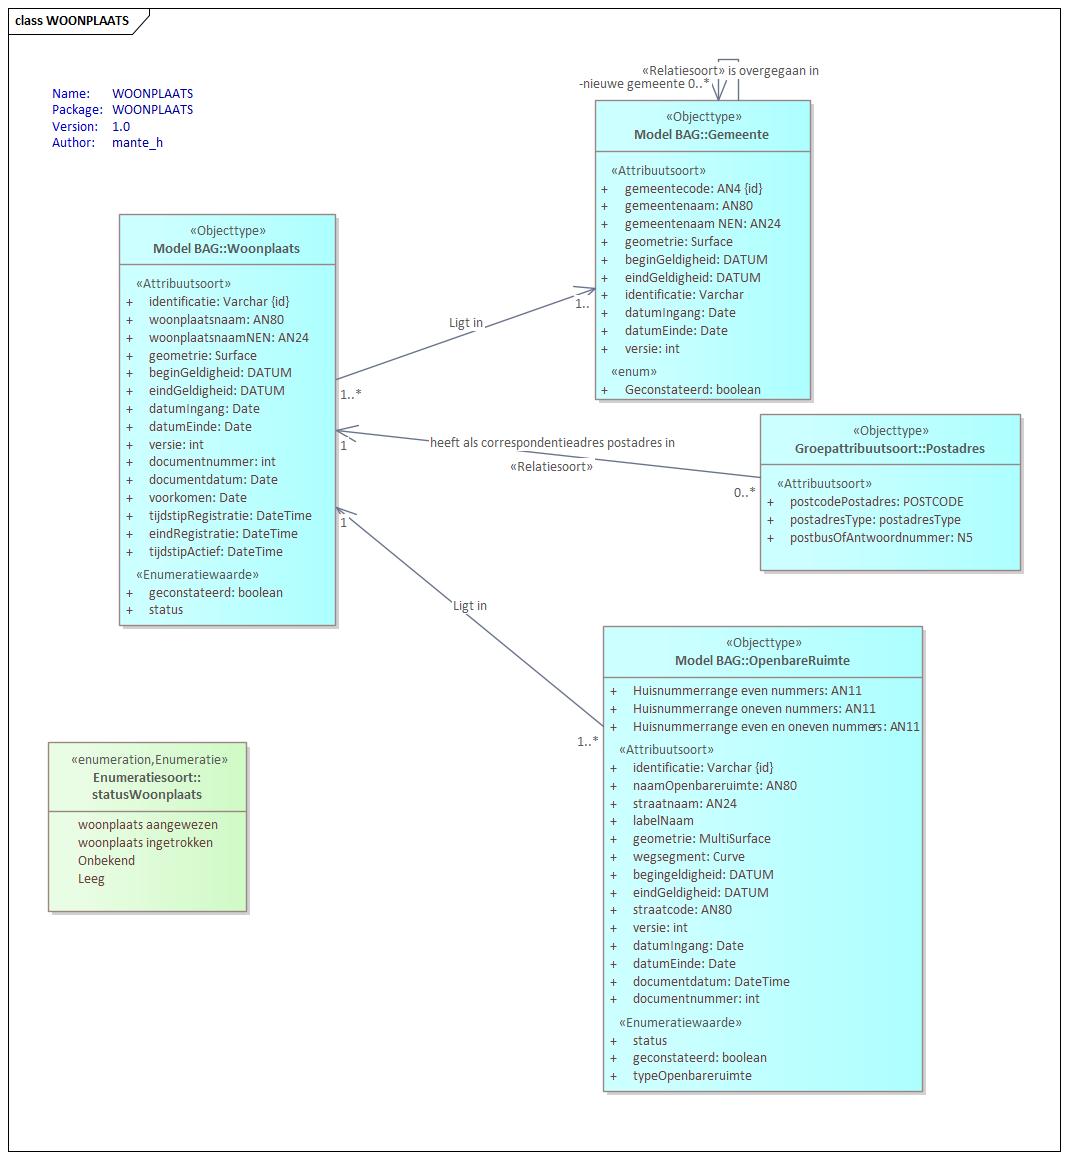 class WOONPLAATS
Name: WOONPLAATS
Package: WOONPLAATS
Version: 1.0
Author: mante_h
«Relatiesoort» is overgegaan in
-nieuwe gemeente 0..*
«Objecttype»
Model BAG::Gemeente
«Attribuutsoort»
+ gemeentecode: AN4 {id}
+ gemeentenaam: AN80
+ gemeentenaam NEN: AN24
+ geometrie: Surface
+ beginGeldigheid: DATUM
+ eindGeldigheid: DATUM
+ identificatie: Varchar
+ datumIngang: Date
+ datumEinde: Date
+ versie: int
«enum»
+ Geconstateerd: boolean
«Objecttype»
Model BAG::Woonplaats
«Attribuutsoort»
+ identificatie: Varchar {id}
+ woonplaatsnaam: AN80
+ woonplaatsnaamNEN: AN24
+ geometrie: Surface
+ beginGeldigheid: DATUM
+ eindGeldigheid: DATUM
+ datumIngang: Date
+ datumEinde: Date
+ versie: int
+ documentnummer: int
+ documentdatum: Date
+ voorkomen: Date
+ tijdstipRegistratie: DateTime
+ eindRegistratie: DateTime
+ tijdstipActief: DateTime
«Enumeratiewaarde»
+ geconstateerd: boolean
+ status
1..
Ligt in
1..*
1
heeft als correspondentieadres postadres in
«Relatiesoort»
0..*
«Objecttype»
Groepattribuutsoort::Postadres
«Attribuutsoort»
+ postcodePostadres: POSTCODE
+ postadresType: postadresType
+ postbusOfAntwoordnummer: N5
1
Ligt in
1..*
«Objecttype»
Model BAG::OpenbareRuimte
+ Huisnummerrange even nummers: AN11
+ Huisnummerrange oneven nummers: AN11
+ Huisnummerrange even en oneven nummers: AN11
«Attribuutsoort»
+ identificatie: Varchar {id}
+ naamOpenbareruimte: AN80
+ straatnaam: AN24
+ labelNaam
+ geometrie: MultiSurface
+ wegsegment: Curve
+ begingeldigheid: DATUM
+ eindGeldigheid: DATUM
+ straatcode: AN80
+ versie: int
+ datumIngang: Date
+ datumEinde: Date
+ documentdatum: DateTime
+ documentnummer: int
«Enumeratiewaarde»
+ status
+ geconstateerd: boolean
+ typeOpenbareruimte
«enumeration,Enumeratie»
Enumeratiesoort::
statusWoonplaats
woonplaats aangewezen
woonplaats ingetrokken
Onbekend
Leeg